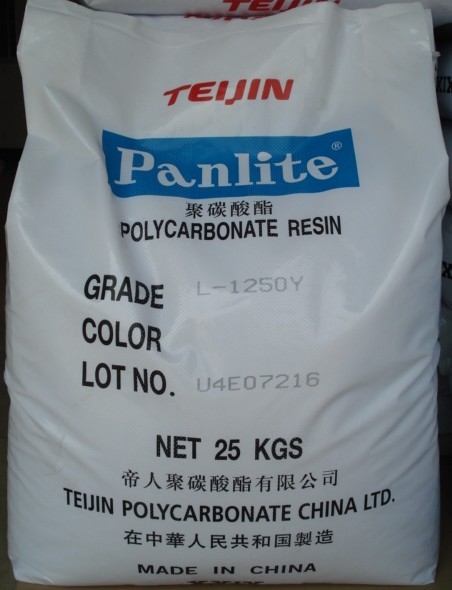 TEIJIN
TEIJIN
Panlite®
聚碳酸酯
POLYCARBONATE RESIN
GRADE L-1250Y
COLOR
LOT NO. U4E07216
NET 25 KGS
帝人聚碳酸酯有限公司
TEIJIN POLYCARBONATE CHINA LTD.
在中華人民共和国製造
MADE IN CHINA